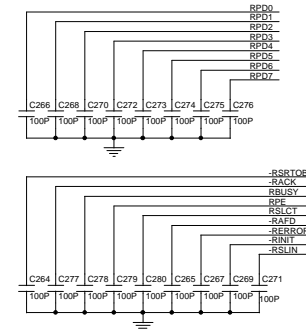 RPD0
RPD1
RPD2
RPD3
RPD4
RPD5
RPD6
RPD7
C266 C268 C270 C272 C273 C274 C275 C276
100P 100P 100P 100P 100P 100P 100P 100P
-RSRTOB
-RACK
RBUSY
RPE
RSLCT
-RAFD
-RERROR
-RINIT
-RSLIN
C264 C277 C278 C279 C280 C265 C267 C269 C271
100P 100P 100P 100P 100P 100P 100P 100P 100P